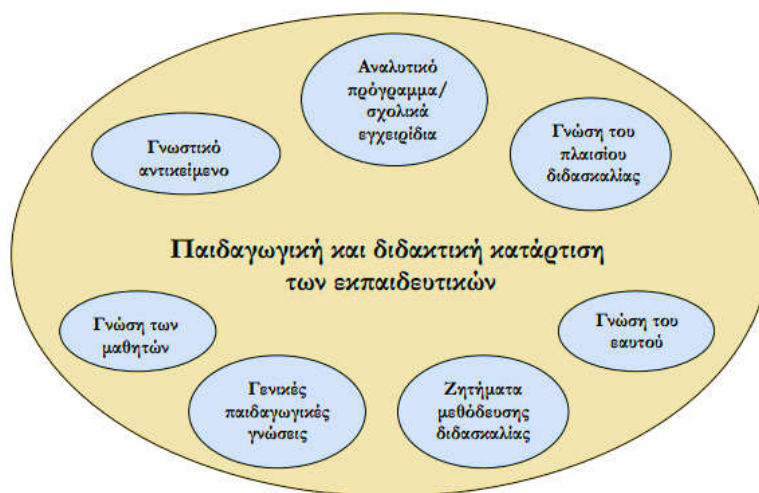 Αναλυτικό
πρόγραμμα/
σχολικά
εγχειρίδια
Γνωστικό
αντικείμενο
Γνώση του
πλαισίου
διδασκαλίας
Παιδαγωγική και διδακτική κατάρτιση
των εκπαιδευτικών
Γνώση των
μαθητών
Γνώση του
εαυτού
Γενικές
παιδαγωγικές
γνώσεις
Ζητήματα
μεθόδευσης
διδασκαλίας